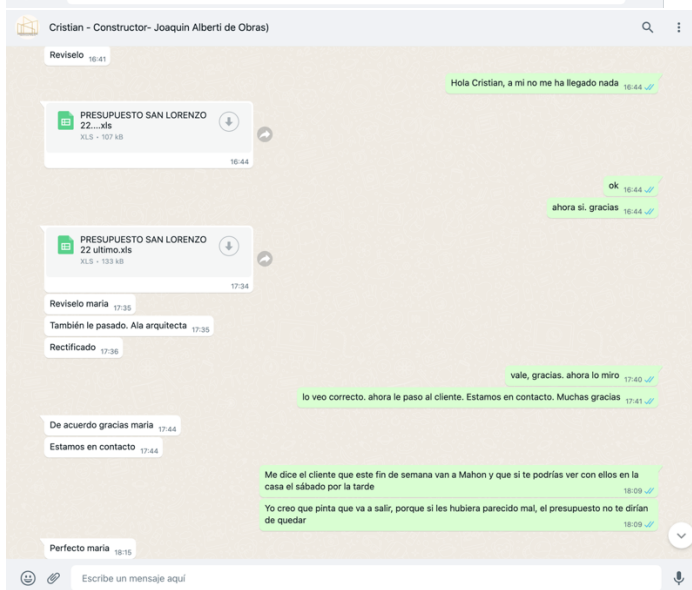 Cristian - Constructor- Joaquin Alberti de Obras)
Reviselo 16:41
Hola Cristian, a mi no me ha llegado nada 16:44
PRESUPUESTO SAN LORENZO
22....xls
XLS • 107 kB
16:44
ok 16:44
ahora si. gracias 16:44
PRESUPUESTO SAN LORENZO
22 ultimo.xls
XLS • 133 kB
17:34
Reviselo maria 17:35
También le pasado. Ala arquitecta 17:35
Rectificado 17:36
vale, gracias. ahora lo miro 17:40
lo veo correcto. ahora le paso al cliente. Estamos en contacto. Muchas gracias 17:41
De acuerdo gracias maria 17:44
Estamos en contacto 17:44
Me dice el cliente que este fin de semana van a Mahon y que si te podrías ver con ellos en la
casa el sábado por la tarde
18:09
Yo creo que pinta que va a salir, porque si les hubiera parecido mal, el presupuesto no te dirían
de quedar
18:09
Perfecto maria 18:15
Escribe un mensaje aquí